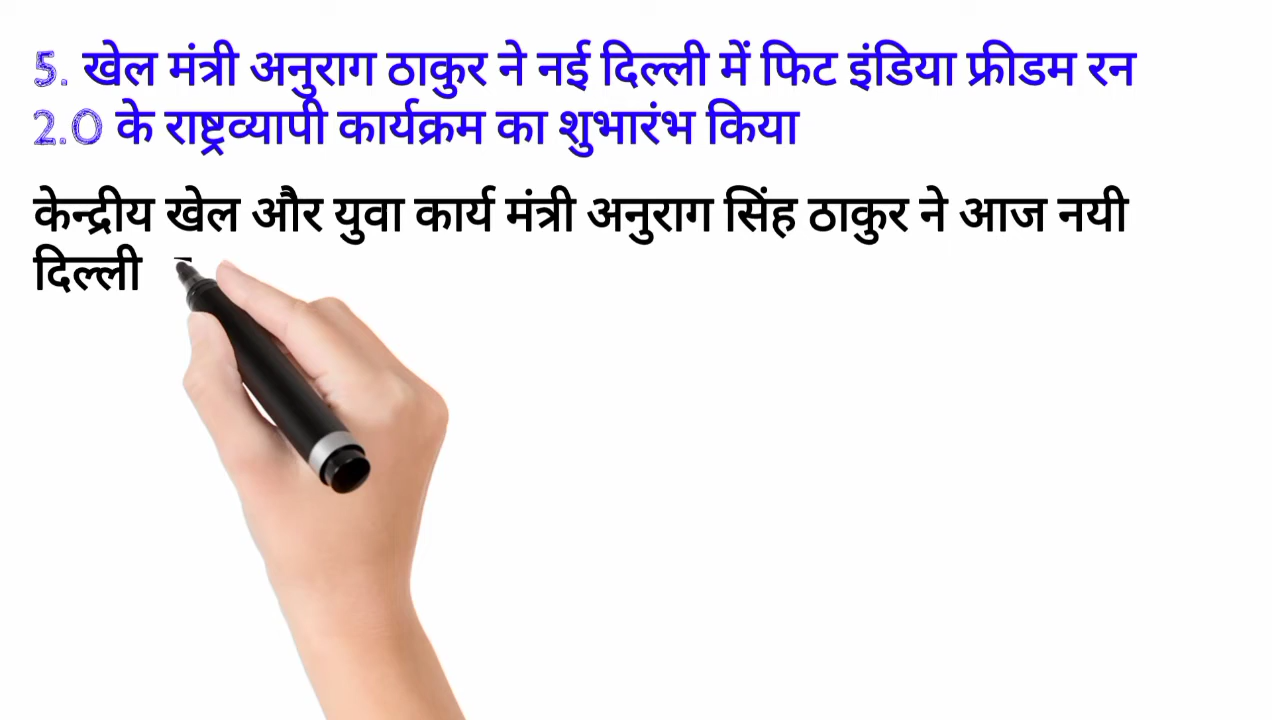 5. खेल मंत्री अनुराग ठाकुर ने नई दिल्ली में फिट इंडिया फ्रीडम रन
2.0 के राष्ट्रव्यापी कार्यक्रम का शुभारंभ किया
केन्द्रीय खेल और युवा कार्य मंत्री अनुराग सिंह ठाकुर ने आज नयी
दिल्ली